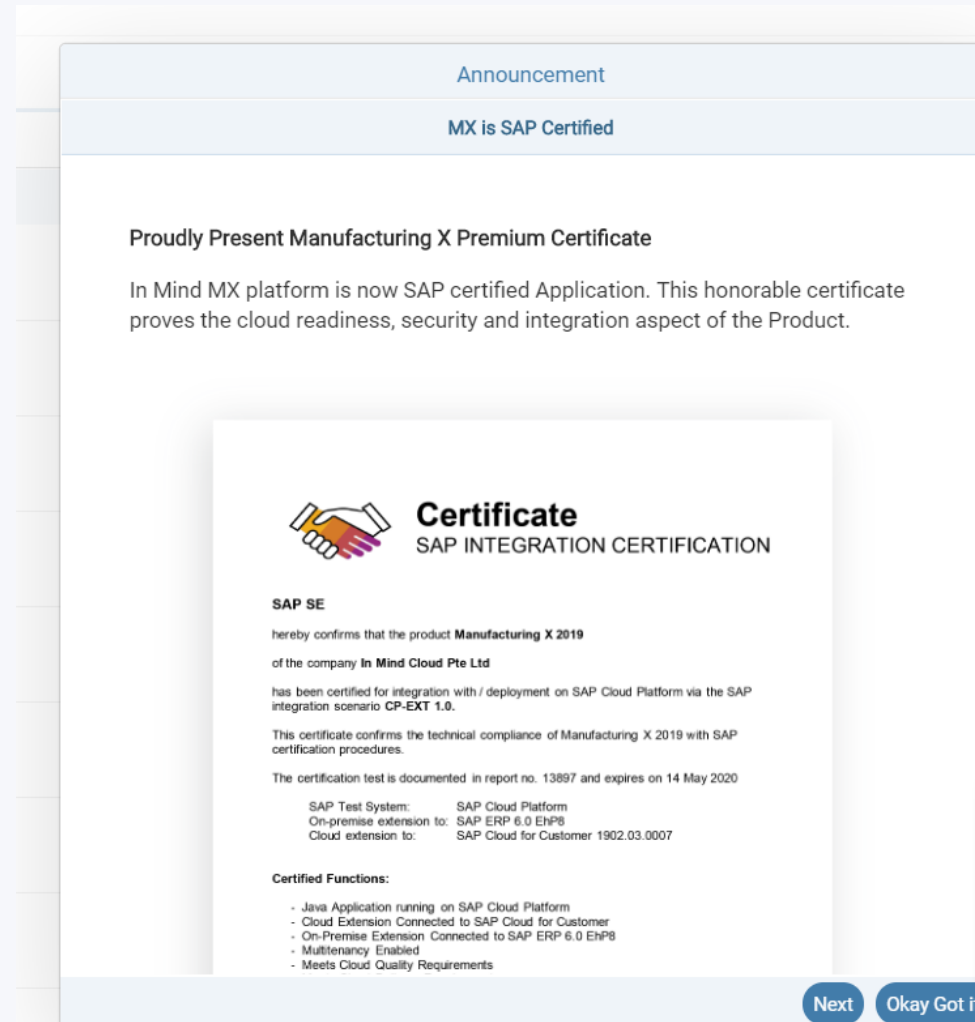 Announcement
MX is SAP Certified
Proudly Present Manufacturing X Premium Certificate
In Mind MX platform is now SAP certified Application. This honorable certificate
proves the cloud readiness, security and integration aspect of the Product.
Certificate
SAP INTEGRATION CERTIFICATION
SAP SE
hereby confirms that the product Manufacturing X 2019
of the company In Mind Cloud Pte Ltd
has been certified for integration with / deployment on SAP Cloud Platform via the SAP
integration scenario CP-EXT 1.0.
This certificate confirms the technical compliance of Manufacturing X 2019 with SAP
certification procedures.
The certification test is documented in report no. 13897 and expires on 14 May 2020
SAP Test System: SAP Cloud Platform
On-premise extension to: SAP ERP 6.0 EhP8
Cloud extension to: SAP Cloud for Customer 1902.03.0007
Certified Functions:
- Java Application running on SAP Cloud Platform
- Cloud Extension Connected to SAP Cloud for Customer
- On-Premise Extension Connected to SAP ERP 6.0 EhP8
- Multitenancy Enabled
- Meets Cloud Quality Requirements
Next Okay Got i